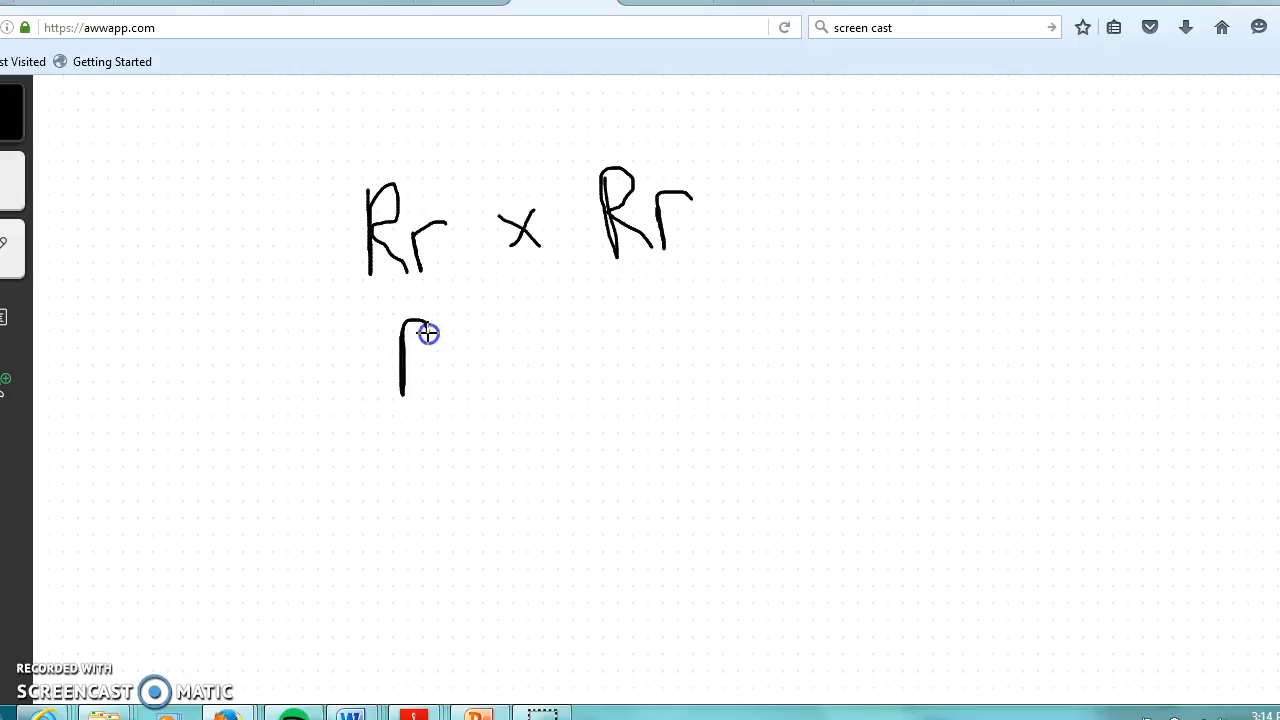 https://awwapp.com
screen cast
st Visited
Getting Started
Rr x Rr
RECORDED WITH
SCREENCAST MATIC